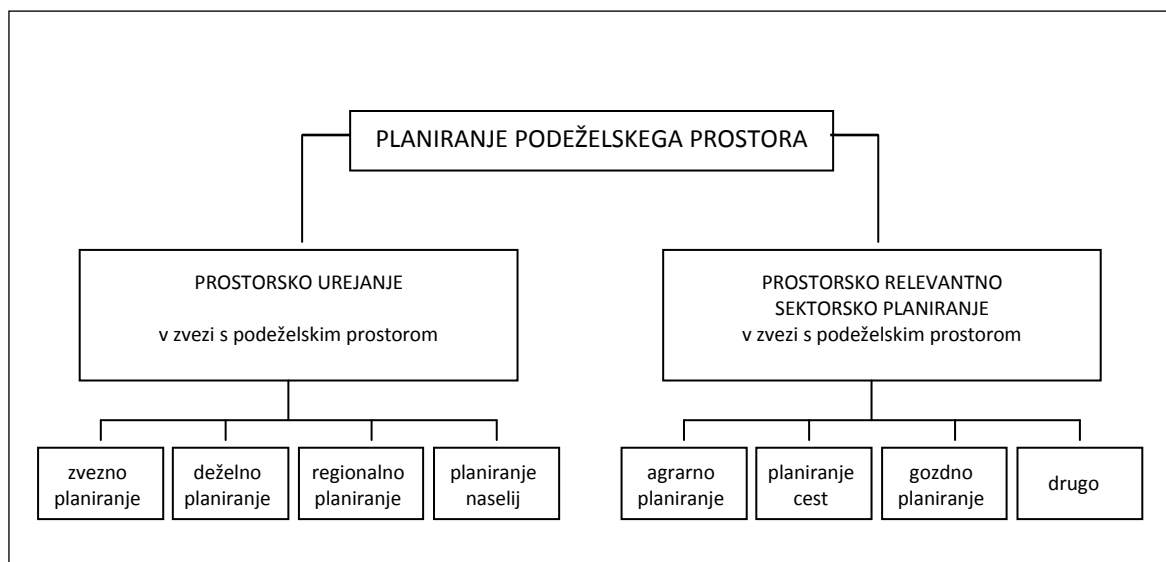 PLANIRANJE PODEŽELSKEGA PROSTORA
PROSTORSKO UREJANJE
v zvezi s podeželskim prostorom
PROSTORSKO RELEVANTNO
SEKTORSKO PLANIRANJE
v zvezi s podeželskim prostorom
zvezno
planiranje
deželno
planiranje
regionalno
planiranje
planiranje
naselij
agrarno
planiranje
planiranje
cest
gozdno
planiranje
drugo